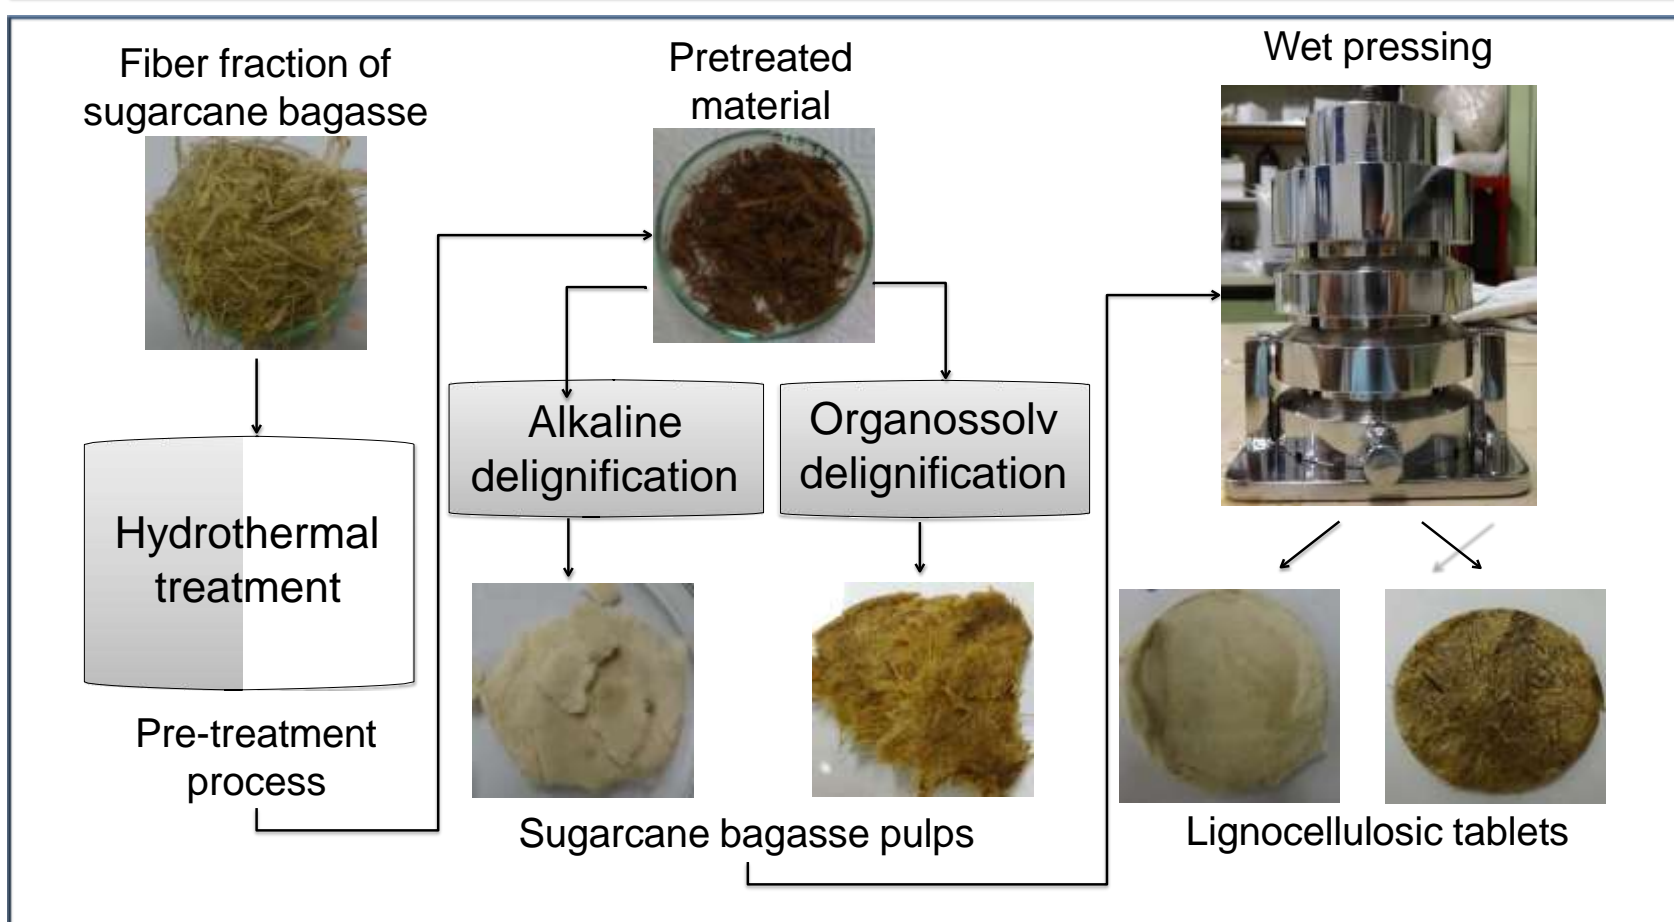 Fiber fraction of
sugarcane bagasse
Hydrothermal
treatment
Pre-treatment
process
Pretreated
material
Alkaline
delignification
Organossolv
delignification
Sugarcane bagasse pulps
Wet pressing
Lignocellulosic tablets